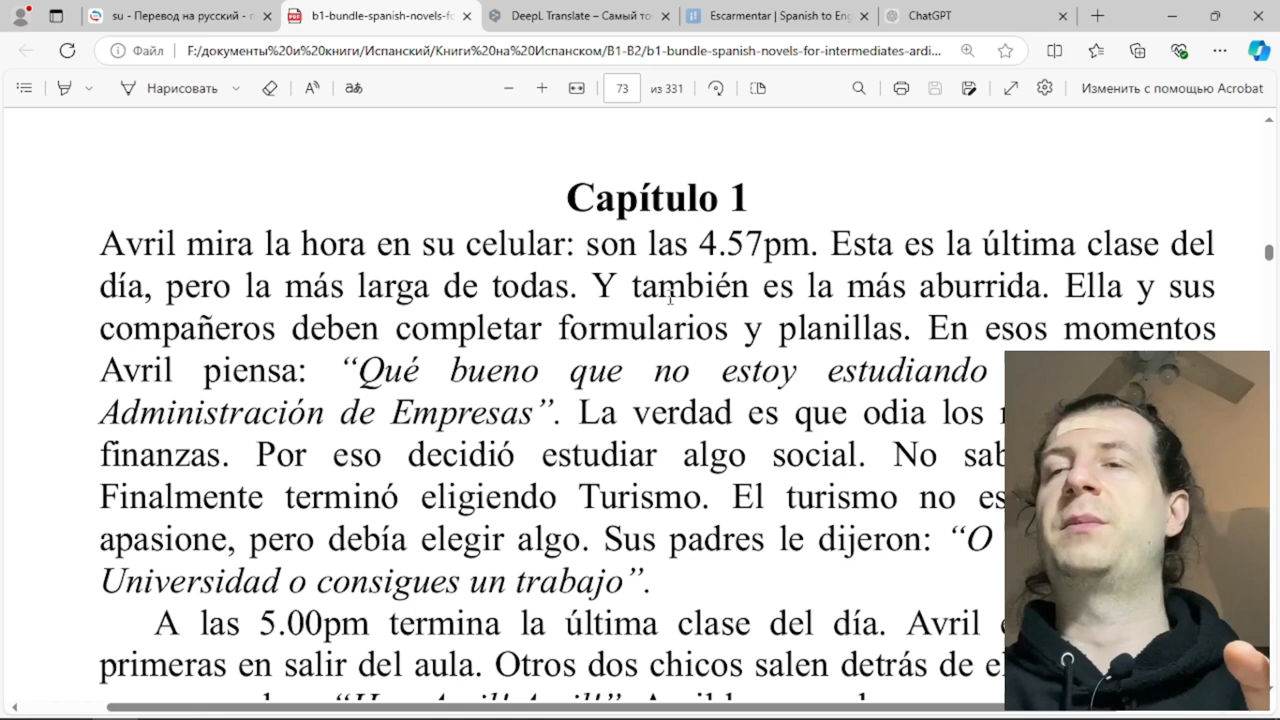 su - Перевод на русский -
b1-bundle-spanish-novels-fo
DeepL Translate – Самый то
Escarmentar | Spanish to En
ChatGPT
Файл
F:/документы%20и%20книги/Испанский/Книги%20на%20Испанском/B1-B2/b1-bundle-spanish-novels-for-intermediates-ardi...
Нарисовать
aあ
73 из 331
Изменить с помощью Acrobat
Capítulo 1
Avril mira la hora en su celular: son las 4.57pm. Esta es la última clase del
día, pero la más larga de todas. Y también es la más aburrida. Ella y sus
compañeros deben completar formularios y planillas. En esos momentos
Avril piensa: “Qué bueno que no estoy estudiando
Administración de Empresas”. La verdad es que odia los
finanzas. Por eso decidió estudiar algo social. No sab
Finalmente terminó eligiendo Turismo. El turismo no es
apasione, pero debía elegir algo. Sus padres le dijeron: “O
Universidad o consigues un trabajo”.
A las 5.00pm termina la última clase del día. Avril
primeras en salir del aula. Otros dos chicos salen detrás de el